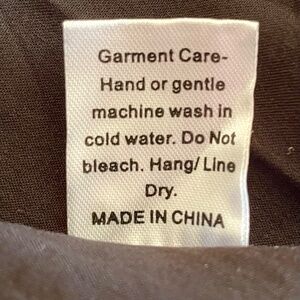 Garment Care-
Hand or gentle
machine wash in
cold water. Do Not
bleach. Hang/ Line
Dry.
MADE IN CHINA